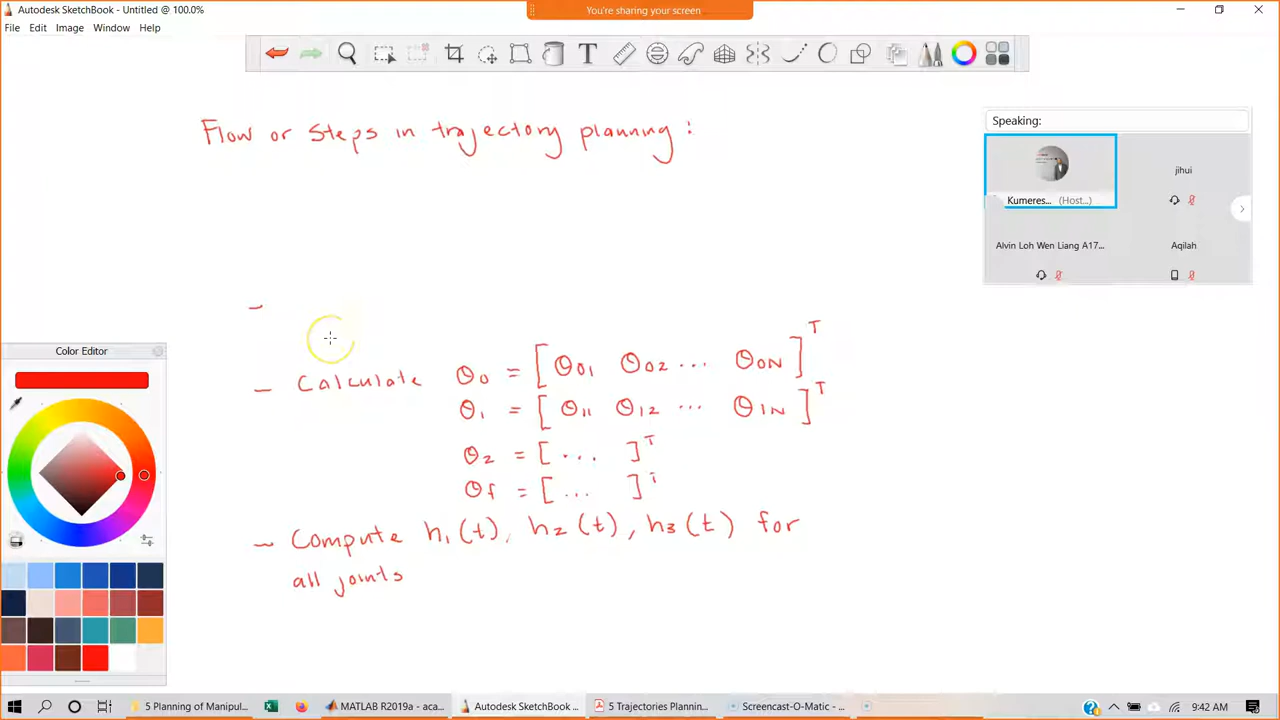 Autodesk SketchBook - Untitled @ 100.0%
You're sharing your screen
File Edit Image Window Help
Flow or Steps in trajectory planning :
Speaking:
jihui
Kumeres... (Host...)
Alvin Loh Wen Liang A17...
Aqilah
-
Color Editor
- Calculate θ0 = [ θ01 θ02 ... θ0N ]T
θ1 = [ θ11 θ12 ... θ1N ]T
θ2 = [ ... ]T
θf = [ ... ]T
- Compute h1(t), h2(t), h3(t) for
all joints
5 Planning of Manipul...
MATLAB R2019a - aca...
Autodesk SketchBook ...
5 Trajectories Plannin...
Screencast-O-Matic - ...
9:42 AM